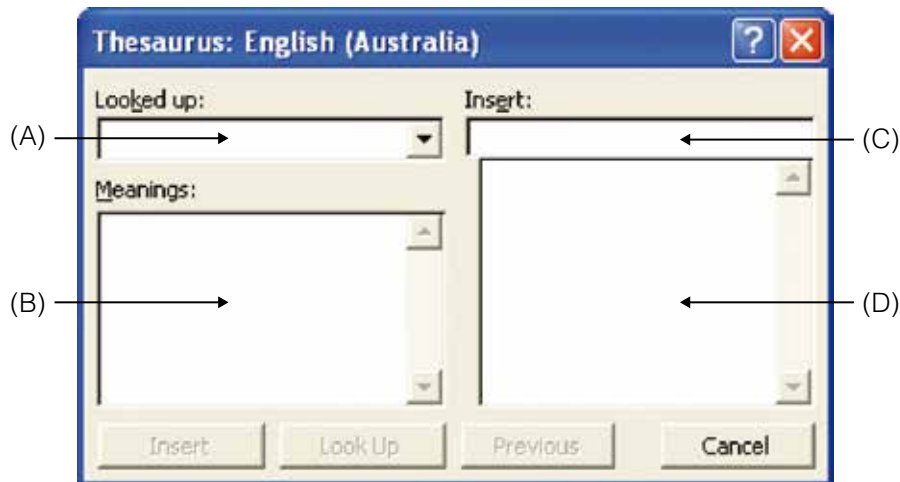 Thesaurus: English (Australia)
Looked up:
Insert:
(A)
(C)
Meanings:
(B)
(D)
Insert
Look Up
Previous
Cancel